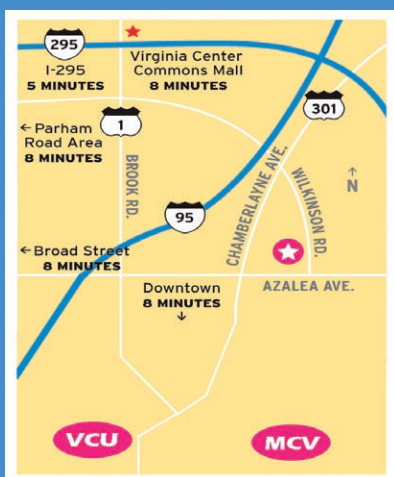 295
I-295
5 MINUTES
Virginia Center
Commons Mall
8 MINUTES
301
←Parham
Road Area
8 MINUTES
1
BROOK RD.
95
CHAMBERLAYNE AVE.
WILKINSON RD.
↑
N
←Broad Street
8 MINUTES
Downtown
8 MINUTES
↓
AZALEA AVE.
VCU
MCV